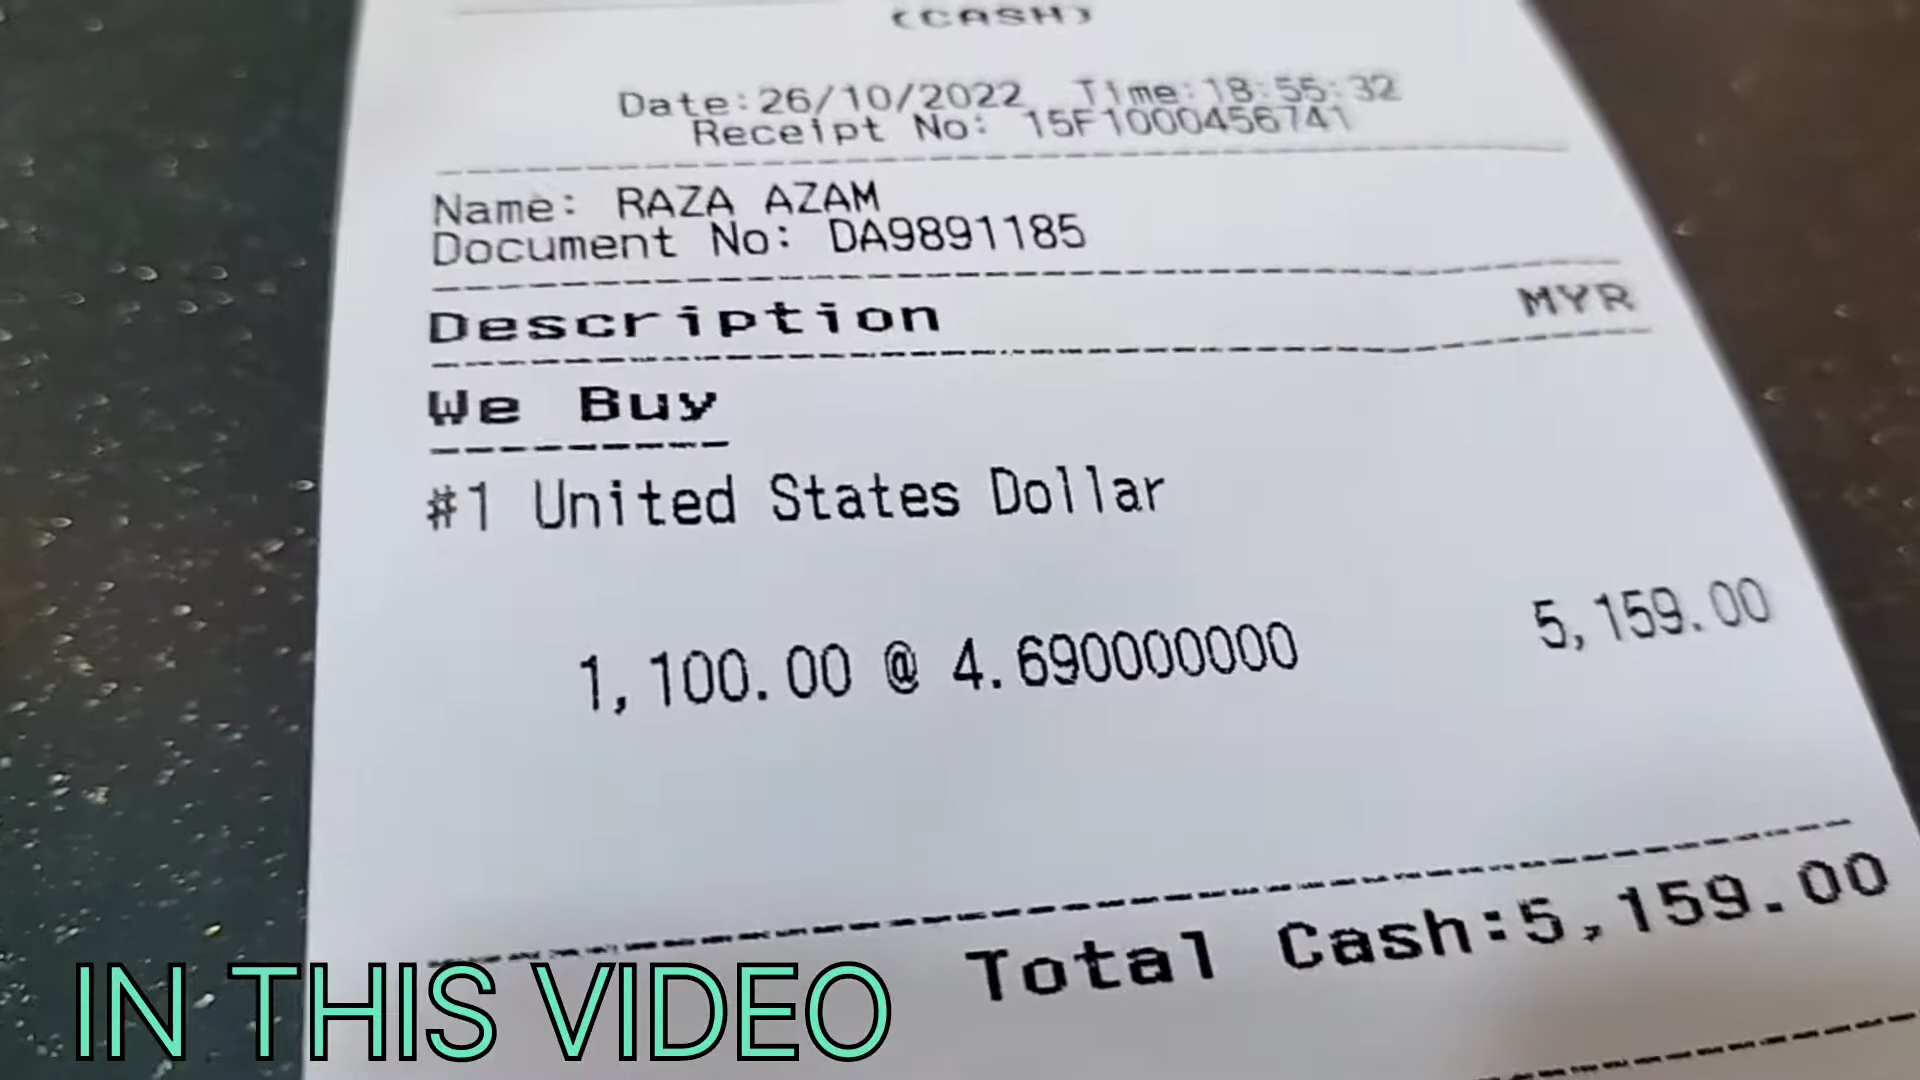 (CASH)
Date:26/10/2022 Time:18:55:32
Receipt No: 15F1000456741
Name: RAZA AZAM
Document No: DA9891185
Description MYR
We Buy
#1 United States Dollar
1,100.00 @ 4.690000000 5,159.00
Total Cash:5,159.00
IN THIS VIDEO